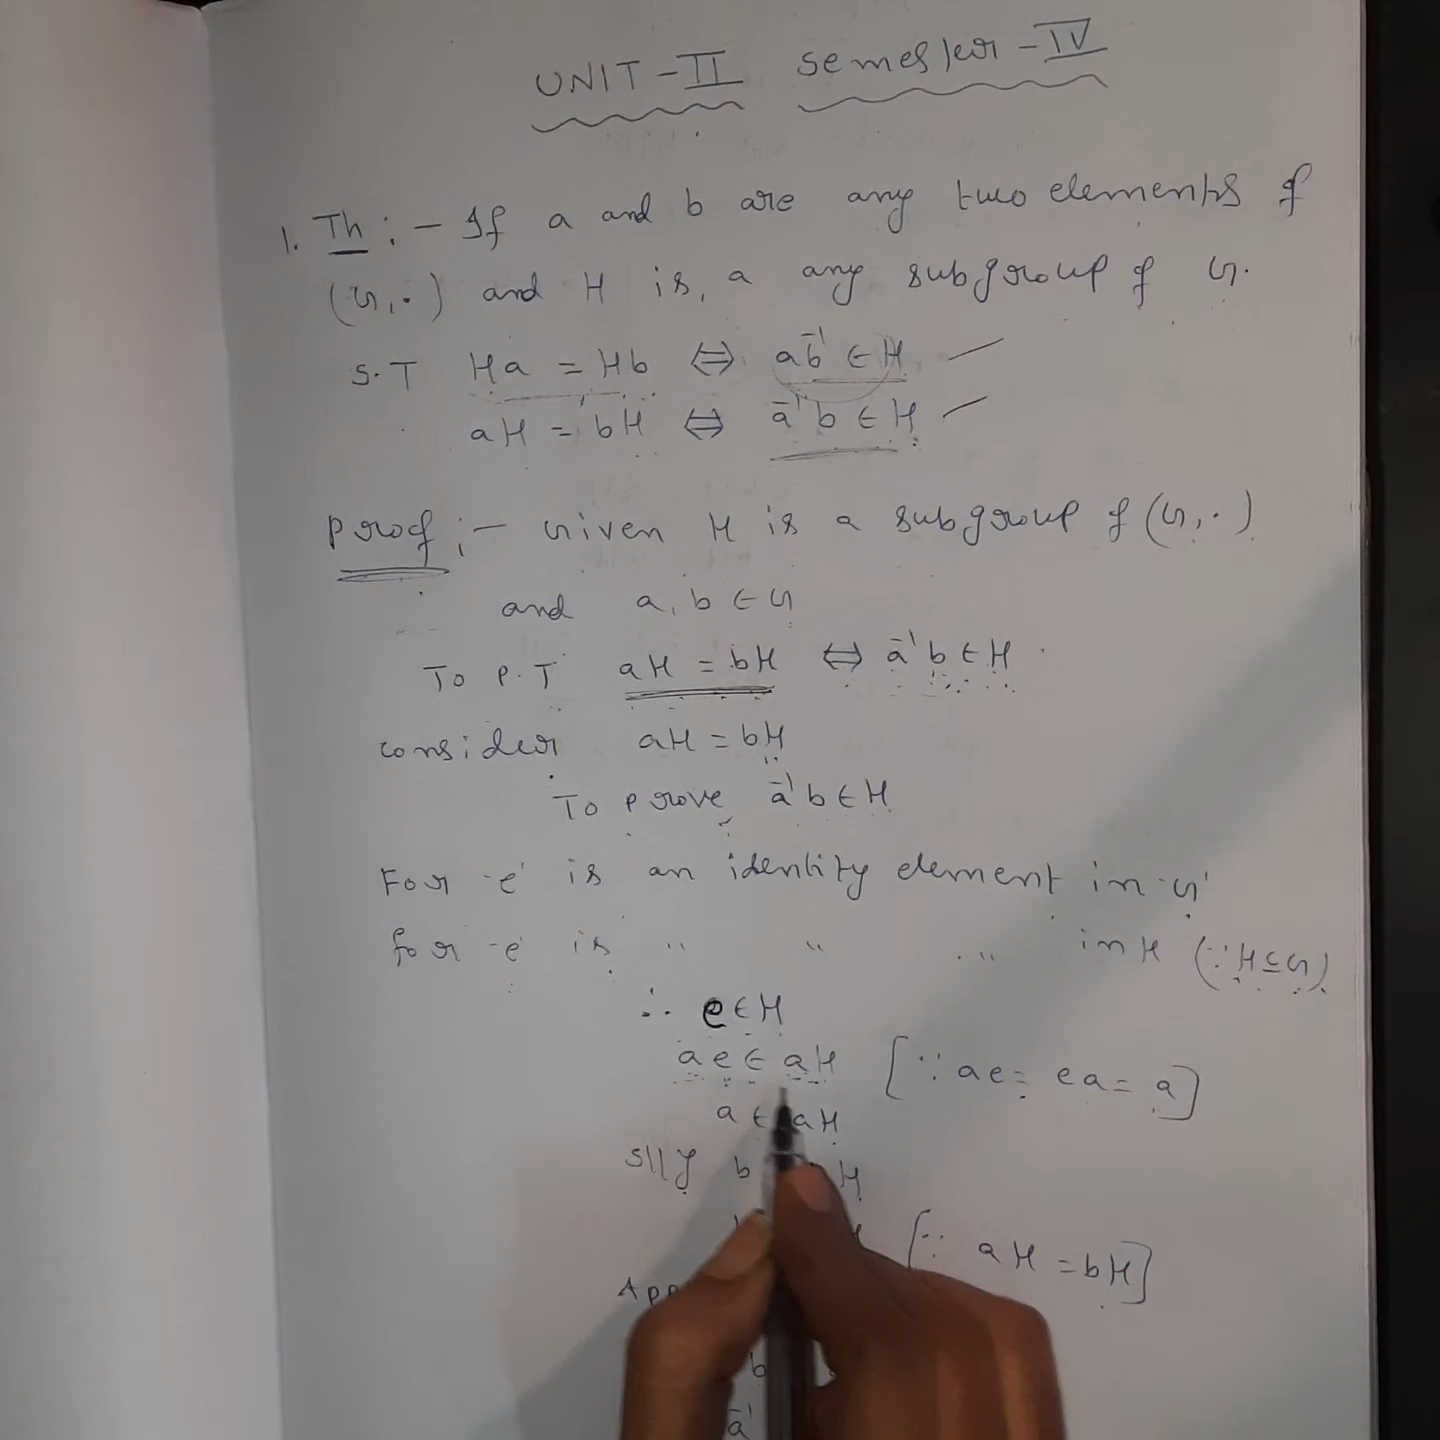 UNIT-II Semester-IV
1. Th:- If a and b are any two elements of
(G,.) and H is, a any subgroup of G.
S.T Ha = Hb ⇔ ab⁻¹ ∈ H
aH = bH ⇔ a⁻¹b ∈ H
Proof:- Given H is a subgroup of (G,.)
and a, b ∈ G
To P.T aH = bH ⇔ a⁻¹b ∈ H
consider aH = bH
To prove a⁻¹b ∈ H
For 'e' is an identity element in 'G'
for 'e' is " " " in H (∵ H ⊆ G)
∴ e ∈ H
ae ∈ aH [∵ ae = ea = a]
a ∈ aH
Slly b H
[∵ aH = bH]
App
b
a⁻¹